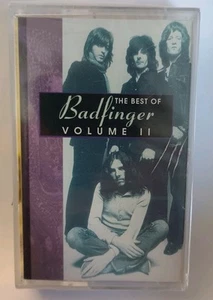 THE BEST OF
Badfinger
VOLUME II